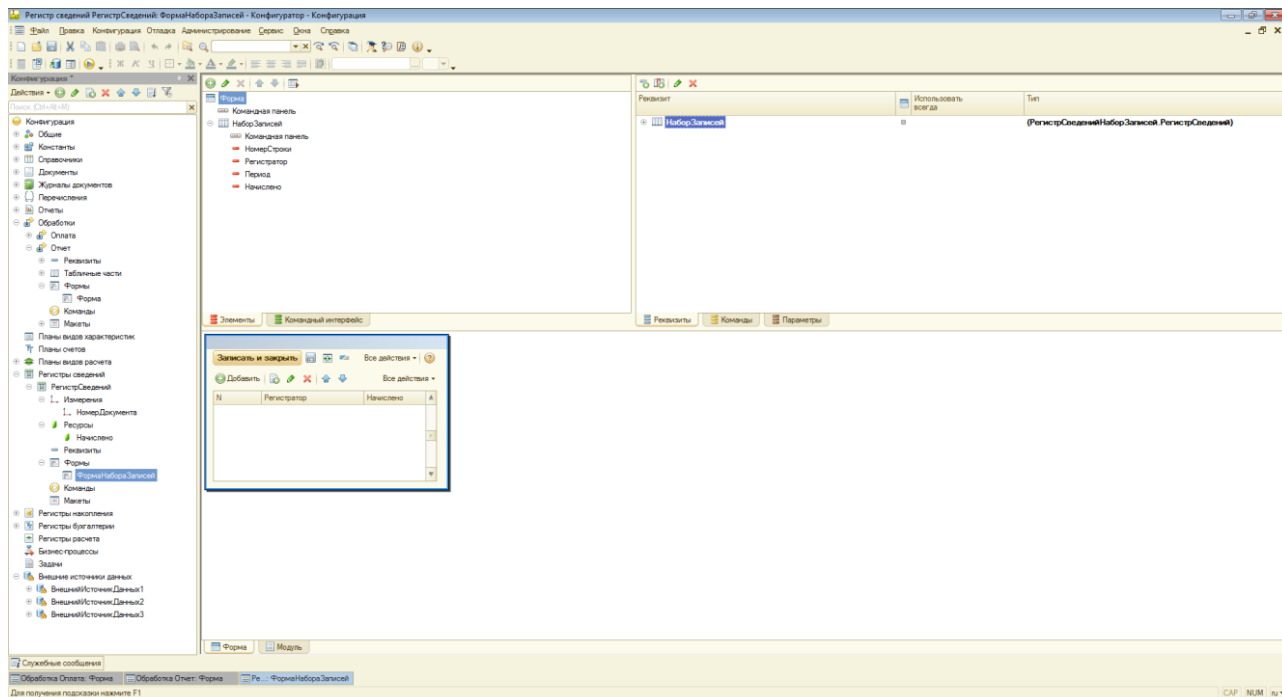 Регистр сведений РегистрСведений: ФормаНабораЗаписей - Конфигуратор - Конфигурация
Файл Правка Конфигурация Отладка Администрирование Сервис Окна Справка
Конфигурация *
Действия
Поиск (Ctrl+Alt+M)
Конфигурация
Общие
Константы
Справочники
Документы
Журналы документов
Перечисления
Отчеты
Обработки
Оплата
Отчет
Реквизиты
Табличные части
Формы
Форма
Команды
Макеты
Планы видов характеристик
Планы счетов
Планы видов расчета
Регистры сведений
РегистрСведений
Измерения
НомерДокумента
Ресурсы
Начислено
Реквизиты
Формы
ФормаНабораЗаписей
Команды
Макеты
Регистры накопления
Регистры бухгалтерии
Регистры расчета
Бизнес-процессы
Задачи
Внешние источники данных
ВнешнийИсточникДанных1
ВнешнийИсточникДанных2
ВнешнийИсточникДанных3
Форма
Командная панель
НаборЗаписей
Командная панель
НомерСтроки
Регистратор
Период
Начислено
Элементы Командный интерфейс
Реквизит Использовать всегда Тип
НаборЗаписей (РегистрСведенийНаборЗаписей.РегистрСведений)
Реквизиты Команды Параметры
Записать и закрыть Все действия
Добавить Все действия
N Регистратор Начислено
Форма Модуль
Служебные сообщения
Обработка Оплата: Форма Обработка Отчет: Форма Ре...: ФормаНабораЗаписей
Для получения подсказки нажмите F1 CAP NUM ru